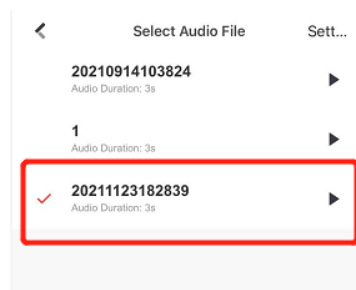 Select Audio File Sett...
20210914103824
Audio Duration: 3s
1
Audio Duration: 3s
20211123182839
Audio Duration: 3s